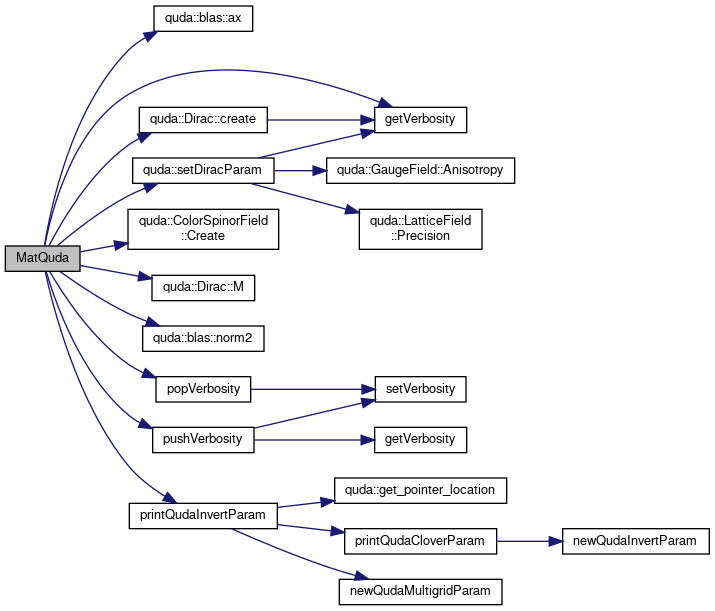 quda::blas::ax
quda::Dirac::create
getVerbosity
quda::setDiracParam
quda::GaugeField::Anisotropy
quda::ColorSpinorField
::Create
quda::LatticeField
::Precision
MatQuda
quda::Dirac::M
quda::blas::norm2
popVerbosity
setVerbosity
pushVerbosity
getVerbosity
quda::get_pointer_location
printQudaInvertParam
printQudaCloverParam
newQudaInvertParam
newQudaMultigridParam